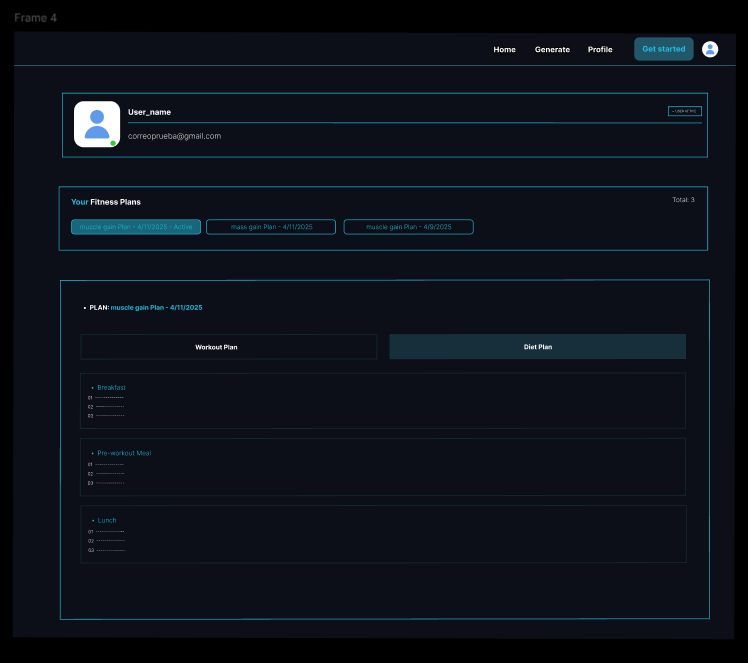 Frame 4
Home Generate Profile Get started
User_name
• USER ACTIVE
correoprueba@gmail.com
Your Fitness Plans
Total: 3
muscle gain Plan - 4/11/2025 - Active
mass gain Plan - 4/11/2025
muscle gain Plan - 4/9/2025
• PLAN: muscle gain Plan - 4/11/2025
Workout Plan
Diet Plan
• Breakfast
01 --------------
02 --------------
03 --------------
• Pre-workout Meal
01 --------------
02 --------------
03 --------------
• Lunch
01 --------------
02 --------------
03 --------------